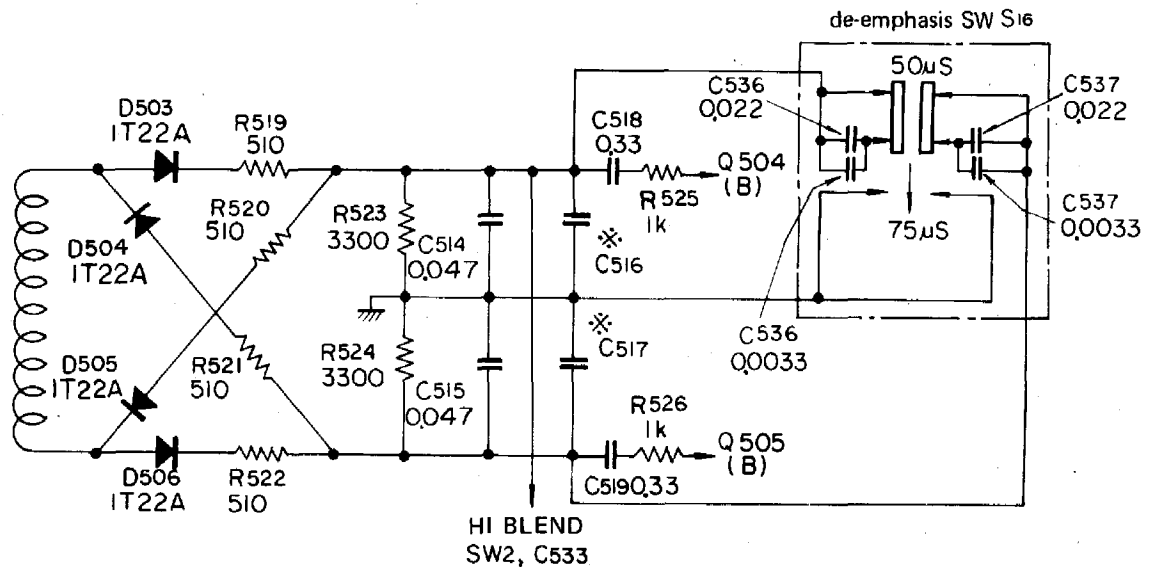 de-emphasis SW S16
50μS
C536
0.022
C537
0.022
D503
1T22A
R519
510
C518
0.33
Q504
(B)
R525
1k
R520
510
R523
3300
C514
0.047
※
C516
D504
1T22A
75μS
C537
0.0033
C536
0.0033
※
C517
R521
510
R524
3300
C515
0.047
D505
1T22A
R526
1k
Q505
(B)
D506
1T22A
R522
510
C519 0.33
HI BLEND
SW2, C533